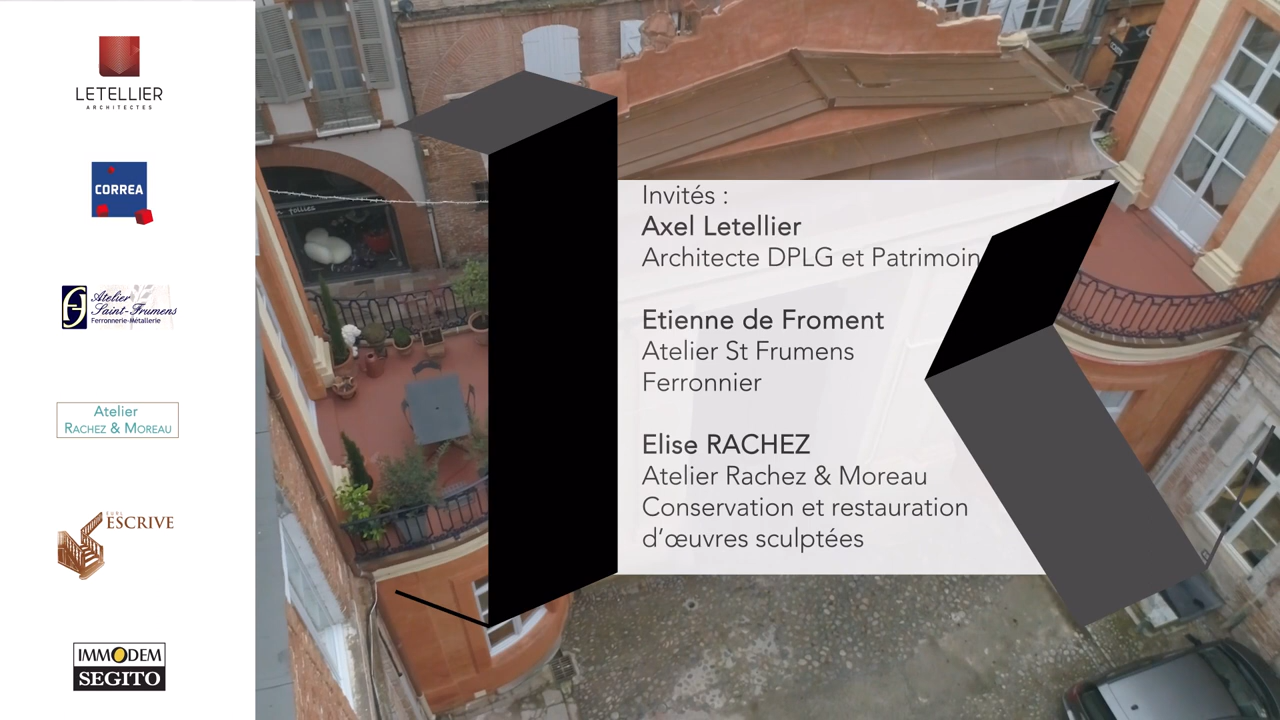 LETELLIER
ARCHITECTES
CORREA
Atelier
Saint-Frumens
Ferronnerie-Métallerie
Atelier
RACHEZ & MOREAU
EURL
ESCRIVE
IMMODEM
SEGITO
Invités :
Axel Letellier
Architecte DPLG et Patrimoin
Etienne de Froment
Atelier St Frumens
Ferronnier
Elise RACHEZ
Atelier Rachez & Moreau
Conservation et restauration
d’œuvres sculptées